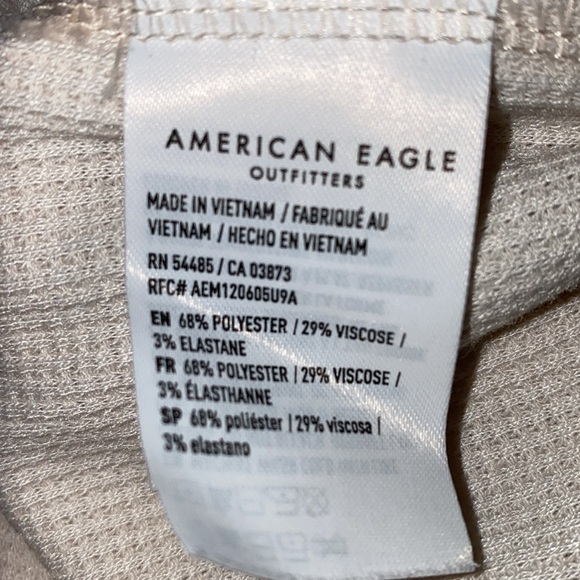 AMERICAN EAGLE
OUTFITTERS
MADE IN VIETNAM / FABRIQUÉ AU
VIETNAM / HECHO EN VIETNAM
RN 54485 / CA 03873
RFC# AEM120605U9A
EN 68% POLYESTER / 29% VISCOSE /
3% ELASTANE
FR 68% POLYESTER | 29% VISCOSE /
3% ÉLASTHANNE
SP 68% poliéster | 29% viscosa |
3% elastano